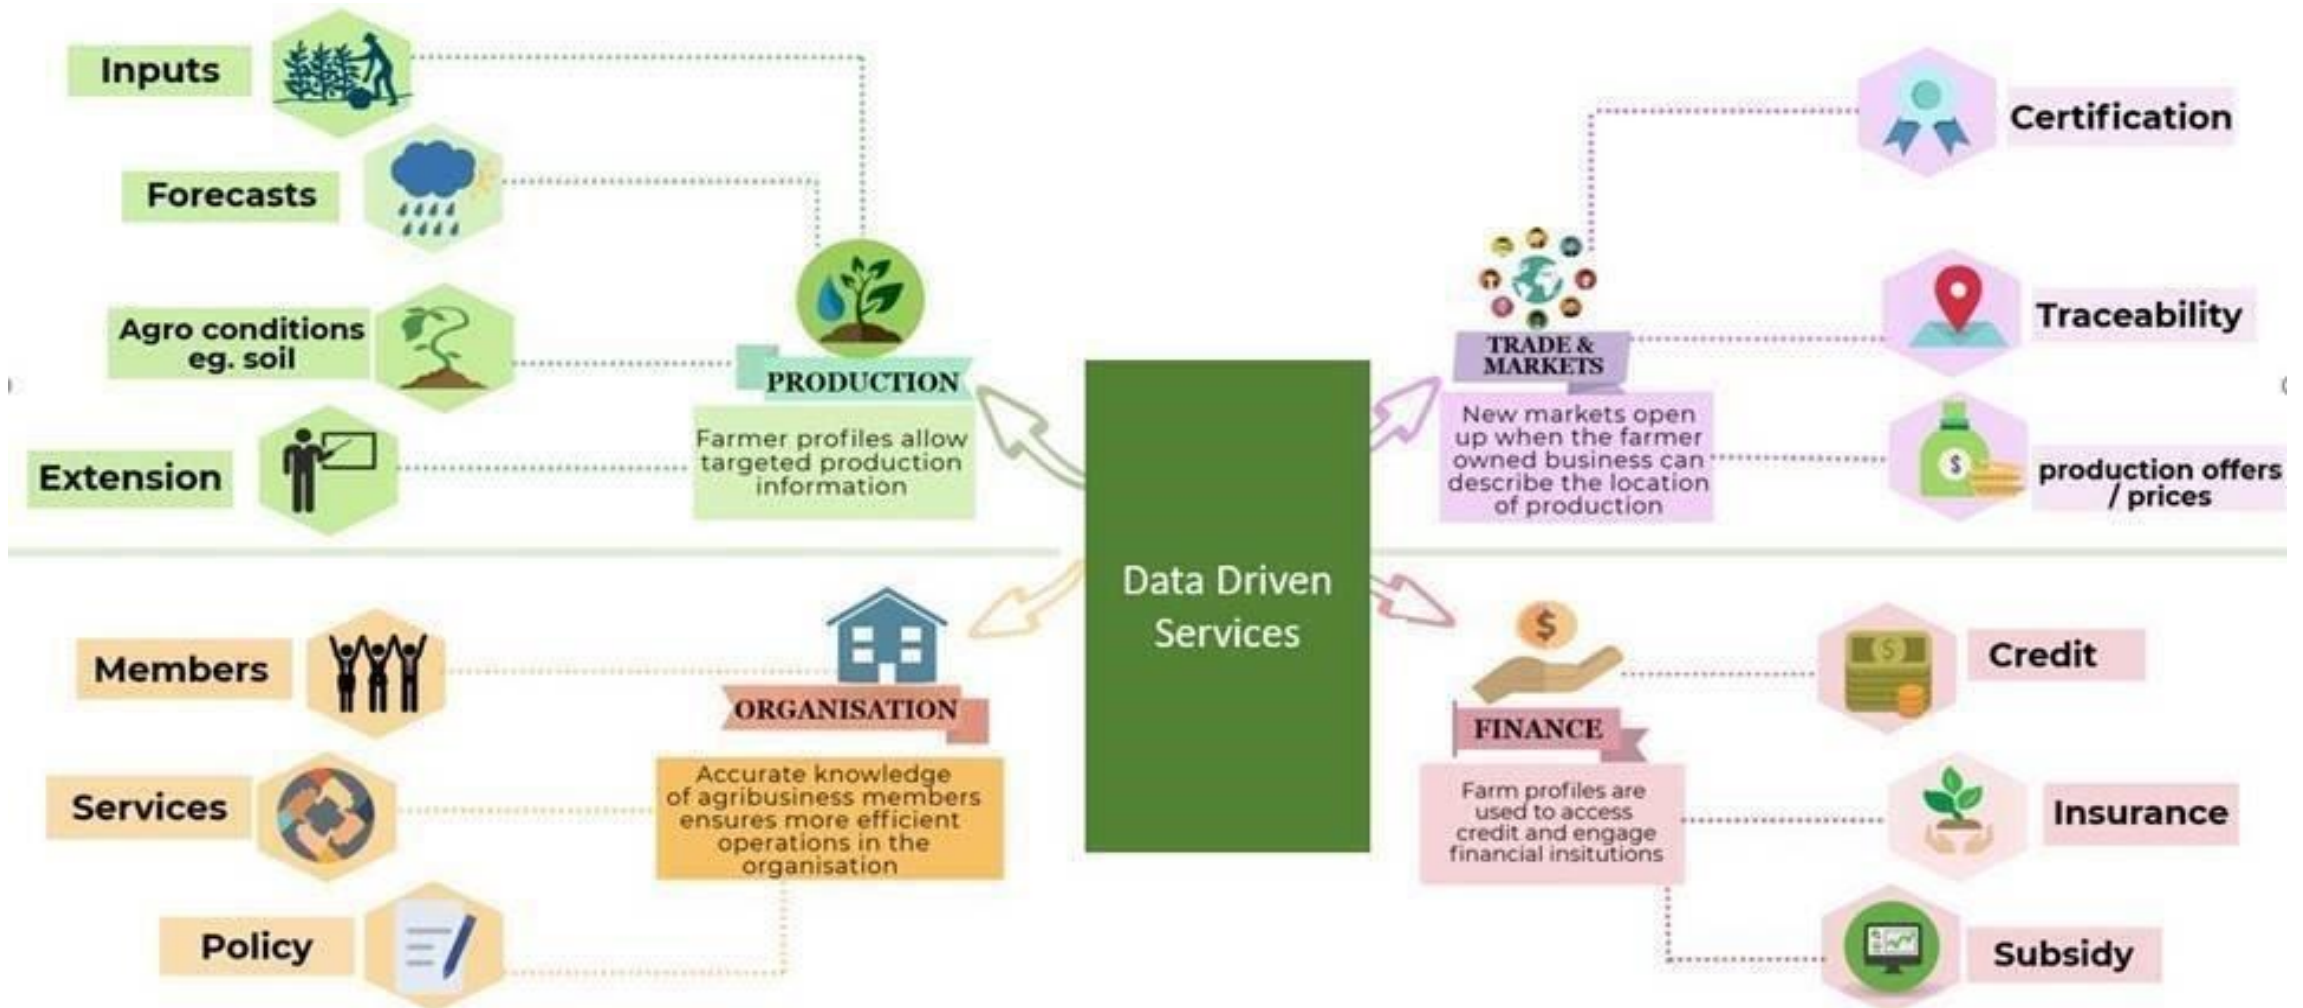 Inputs
Forecasts
Agro conditions
eg. soil
Extension
PRODUCTION
Farmer profiles allow
targeted production
information
TRADE &
MARKETS
New markets open
up when the farmer
owned business can
describe the location
of production
Certification
Traceability
production offers
/ prices
Data Driven
Services
Members
Services
Policy
ORGANISATION
Accurate knowledge
of agribusiness members
ensures more efficient
operations in the
organisation
$
FINANCE
Farm profiles are
used to access
credit and engage
financial insitutions
Credit
Insurance
Subsidy